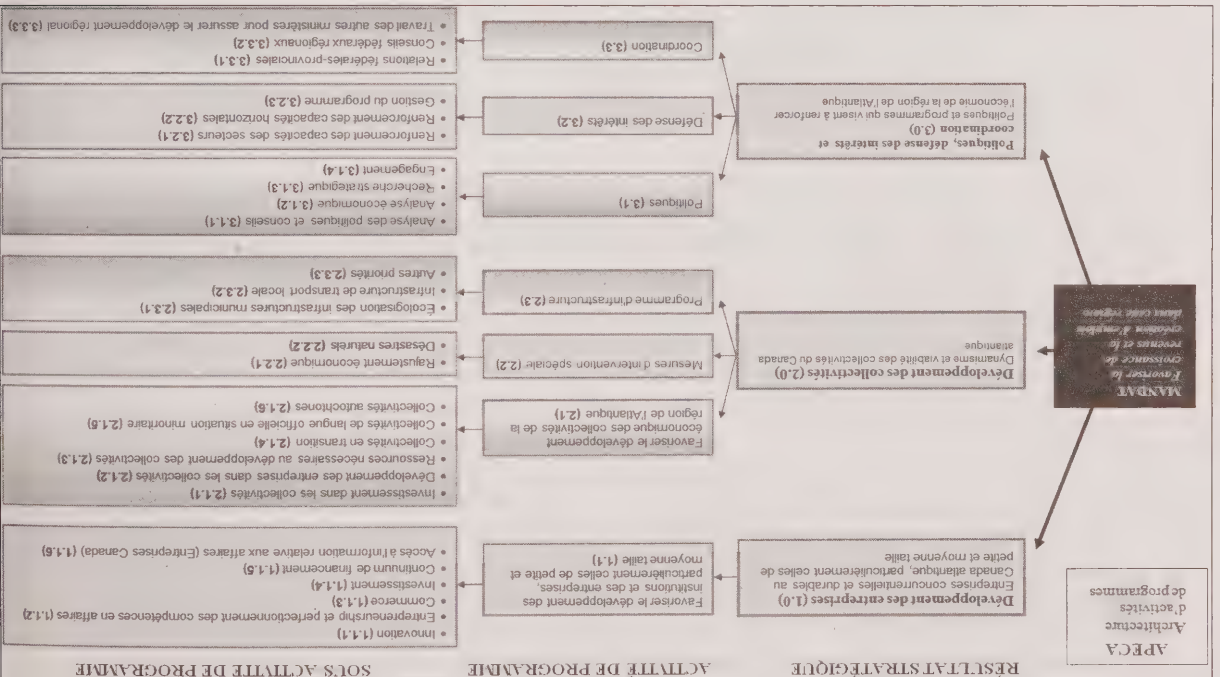 APECA
Architecture
d'activités
de programmes
RÉSULTAT STRATÉGIQUE
ACTIVITÉ DE PROGRAMME
SOUS-ACTIVITÉ DE PROGRAMME
MANDAT
Favoriser la
croissance de
revenus et la
création d'emploi
dans cette région
Développement des entreprises (1.0)
Entreprises concurrentielles et durables au
Canada atlantique, particulièrement celles de
petite et moyenne taille
Favoriser le développement des
institutions et des entreprises,
particulièrement celles de petite et
moyenne taille (1.1)
• Innovation (1.1.1)
• Entrepreneurship et perfectionnement des compétences en affaires (1.1.2)
• Commerce (1.1.3)
• Investissement (1.1.4)
• Continuum de financement (1.1.5)
• Accès à l'information relative aux affaires (Entreprises Canada) (1.1.6)
Développement des collectivités (2.0)
Dynamisme et viabilité des collectivités du Canada
atlantique
Favoriser le développement
économique des collectivités de la
région de l'Atlantique (2.1)
• Investissement dans les collectivités (2.1.1)
• Développement des entreprises dans les collectivités (2.1.2)
• Ressources nécessaires au développement des collectivités (2.1.3)
• Collectivités en transition (2.1.4)
• Collectivités de langue officielle en situation minoritaire (2.1.5)
• Collectivités autochtones (2.1.6)
Mesures d'intervention spéciale (2.2)
• Rajustement économique (2.2.1)
• Désastres naturels (2.2.2)
Programme d'infrastructure (2.3)
• Écologisation des infrastructures municipales (2.3.1)
• Infrastructure de transport locale (2.3.2)
• Autres priorités (2.3.3)
Politiques, défense des intérêts et
coordination (3.0)
Politiques et programmes qui visent à renforcer
l'économie de la région de l'Atlantique
Politiques (3.1)
• Analyse des politiques et conseils (3.1.1)
• Analyse économique (3.1.2)
• Recherche stratégique (3.1.3)
• Engagement (3.1.4)
Défense des intérêts (3.2)
• Renforcement des capacités des secteurs (3.2.1)
• Renforcement des capacités horizontales (3.2.2)
• Gestion du programme (3.2.3)
Coordination (3.3)
• Relations fédérales-provinciales (3.3.1)
• Conseils fédéraux régionaux (3.3.2)
• Travail des autres ministères pour assurer le développement régional (3.3.3)